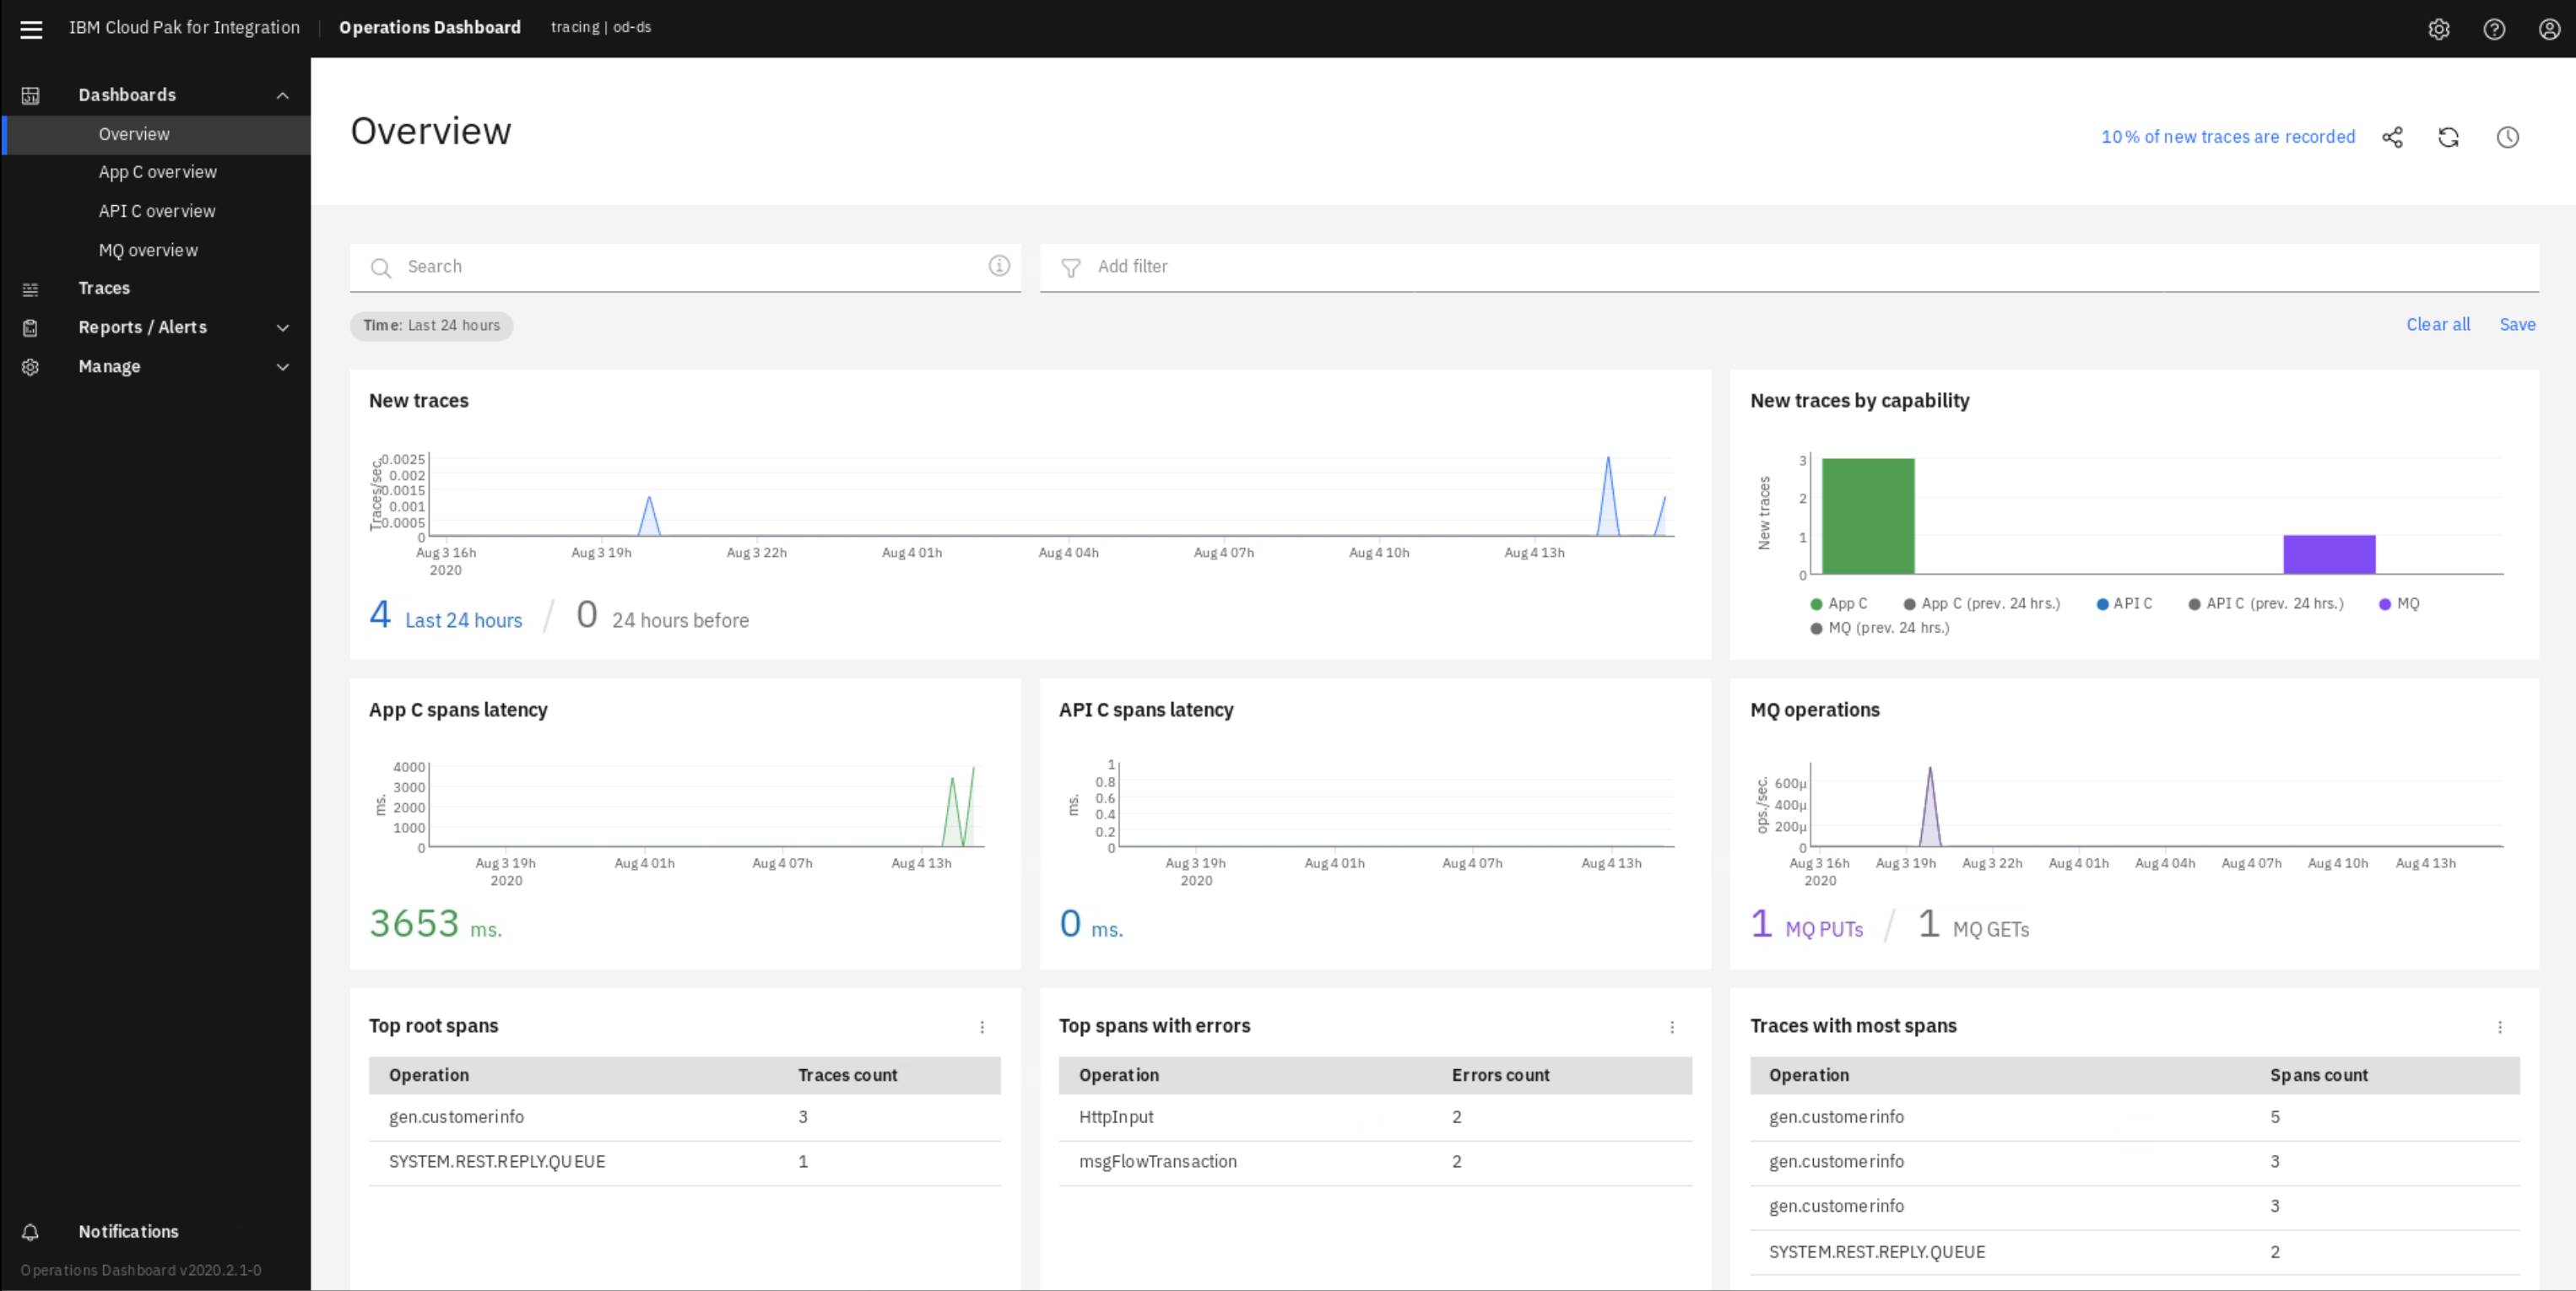 IBM Cloud Pak for Integration | Operations Dashboard tracing | od-ds
Dashboards
Overview
App C overview
API C overview
MQ overview
Traces
Reports / Alerts
Manage
Notifications
Operations Dashboard v2020.2.1-0
Overview
10% of new traces are recorded
Search
Add filter
Time: Last 24 hours
Clear all Save
New traces
Traces/sec.
0.0025
0.002
0.0015
0.001
0.0005
0
Aug 3 16h Aug 3 19h Aug 3 22h Aug 4 01h Aug 4 04h Aug 4 07h Aug 4 10h Aug 4 13h
2020
4 Last 24 hours / 0 24 hours before
New traces by capability
New traces
3
2
1
0
App C App C (prev. 24 hrs.) API C API C (prev. 24 hrs.) MQ
MQ (prev. 24 hrs.)
App C spans latency
ms.
4000
3000
2000
1000
0
Aug 3 19h Aug 4 01h Aug 4 07h Aug 4 13h
2020
3653 ms.
API C spans latency
ms.
1
0.8
0.6
0.4
0.2
0
Aug 3 19h Aug 4 01h Aug 4 07h Aug 4 13h
2020
0 ms.
MQ operations
ops./sec.
600µ
400µ
200µ
0
Aug 3 16h Aug 3 19h Aug 3 22h Aug 4 01h Aug 4 04h Aug 4 07h Aug 4 10h Aug 4 13h
2020
1 MQ PUTs / 1 MQ GETs
Top root spans
Operation Traces count
gen.customerinfo 3
SYSTEM.REST.REPLY.QUEUE 1
Top spans with errors
Operation Errors count
HttpInput 2
msgFlowTransaction 2
Traces with most spans
Operation Spans count
gen.customerinfo 5
gen.customerinfo 3
gen.customerinfo 3
SYSTEM.REST.REPLY.QUEUE 2